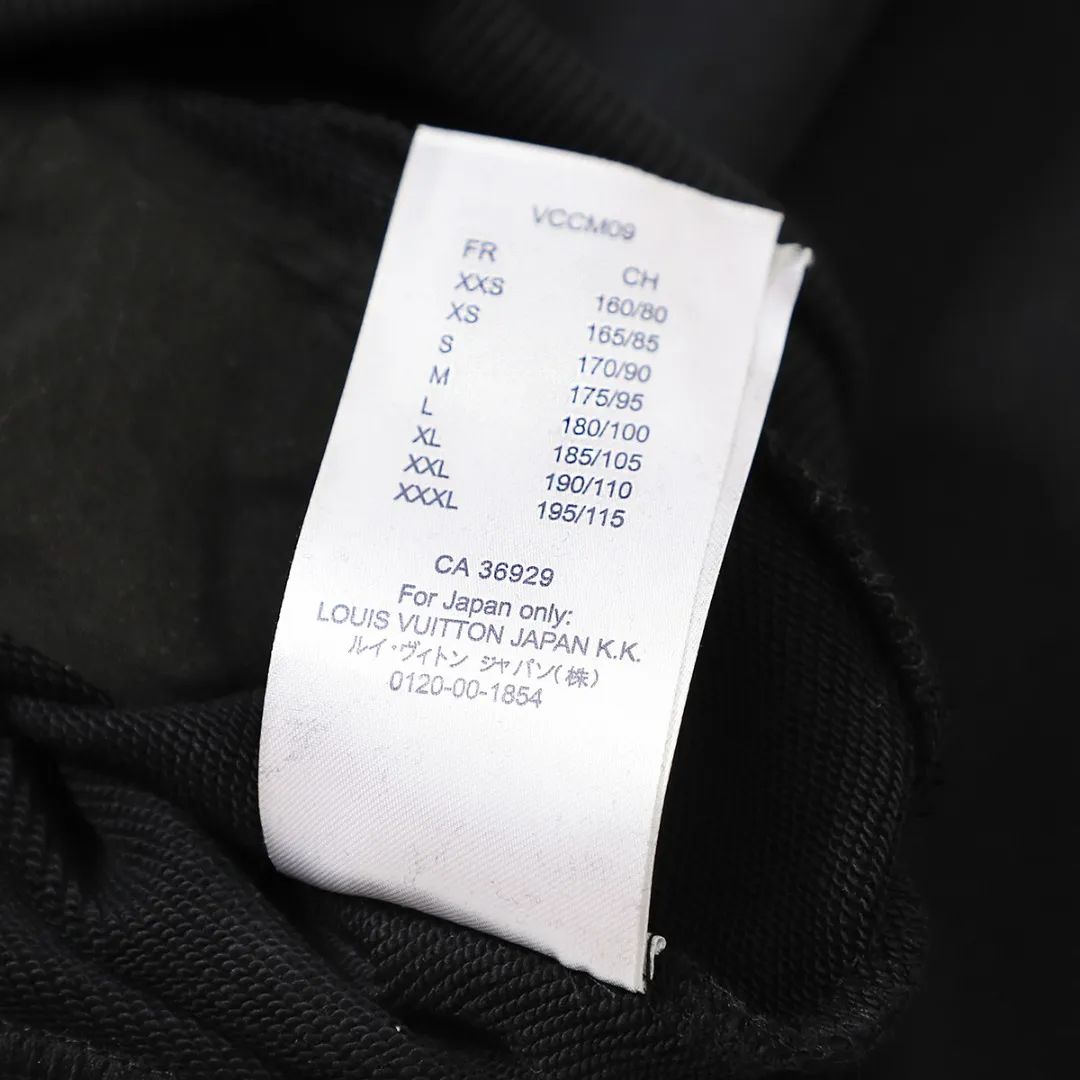 VCCM09
FR CH
XXS 160/80
XS 165/85
S 170/90
M 175/95
L 180/100
XL 185/105
XXL 190/110
XXXL 195/115
CA 36929
For Japan only:
LOUIS VUITTON JAPAN K.K.
ルイ・ヴィトン ジャパン(株)
0120-00-1854